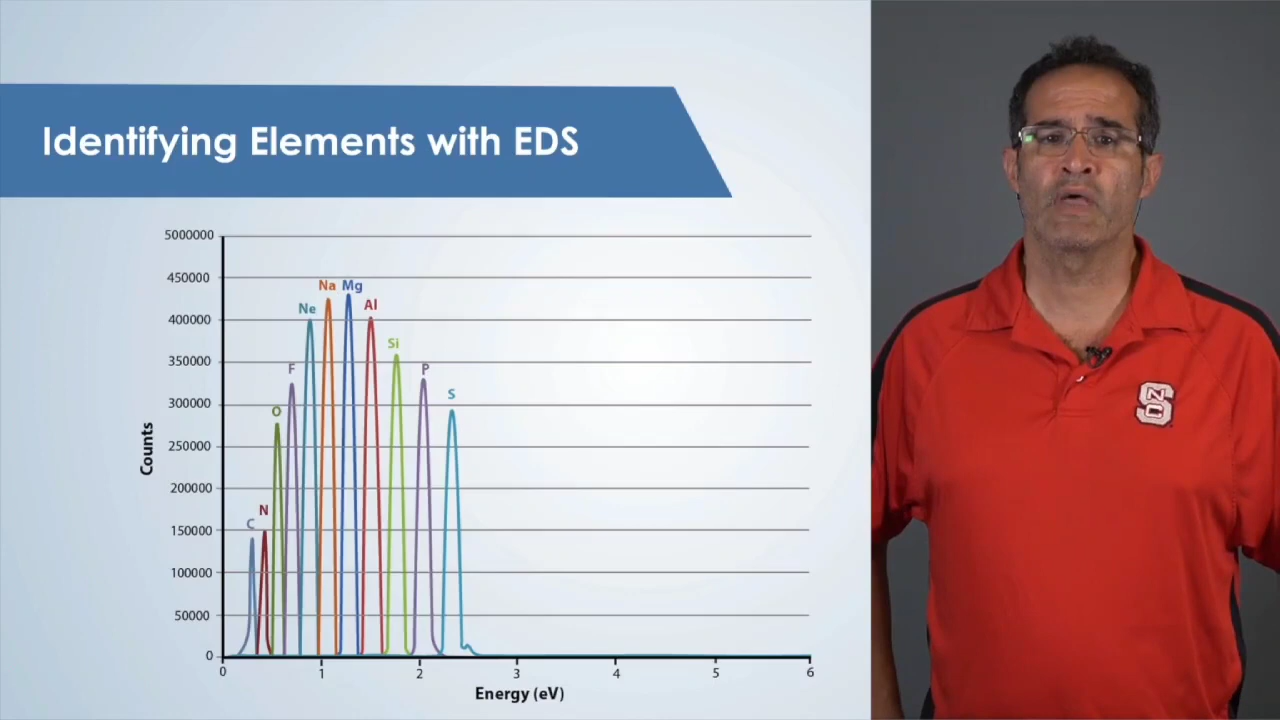 Identifying Elements with EDS
5000000
450000
400000
350000
300000
250000
200000
150000
100000
50000
0
Counts
C
N
O
F
Ne
Na
Mg
Al
Si
P
S
0 1 2 3 4 5 6
Energy (eV)
NCS